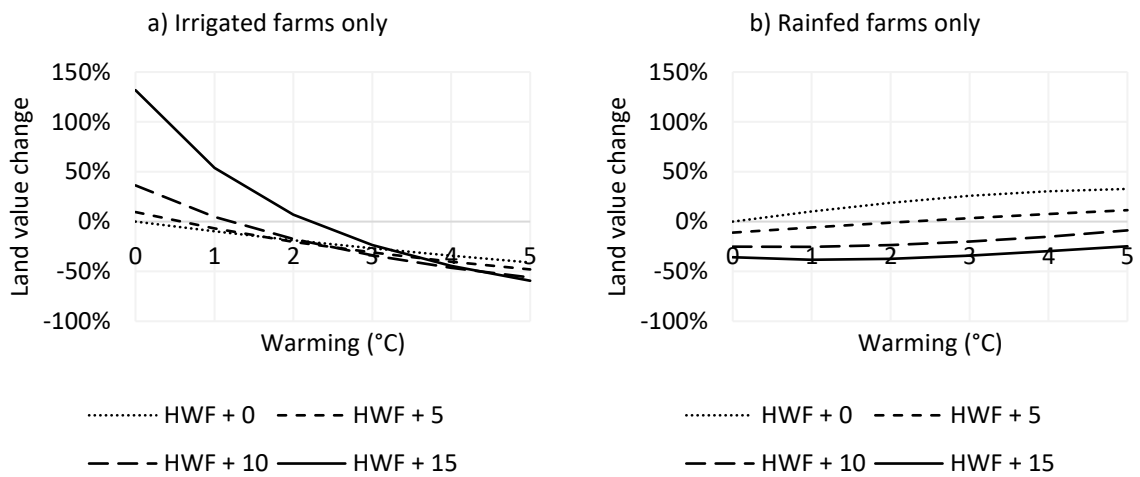 a) Irrigated farms only
150%
100%
50%
0%
-50%
-100%
0 1 2 3 4 5
Land value change
Warming (°C)
HWF + 0 HWF + 5
HWF + 10 HWF + 15
b) Rainfed farms only
150%
100%
50%
0%
-50%
-100%
0 1 2 3 4 5
Land value change
Warming (°C)
HWF + 0 HWF + 5
HWF + 10 HWF + 15